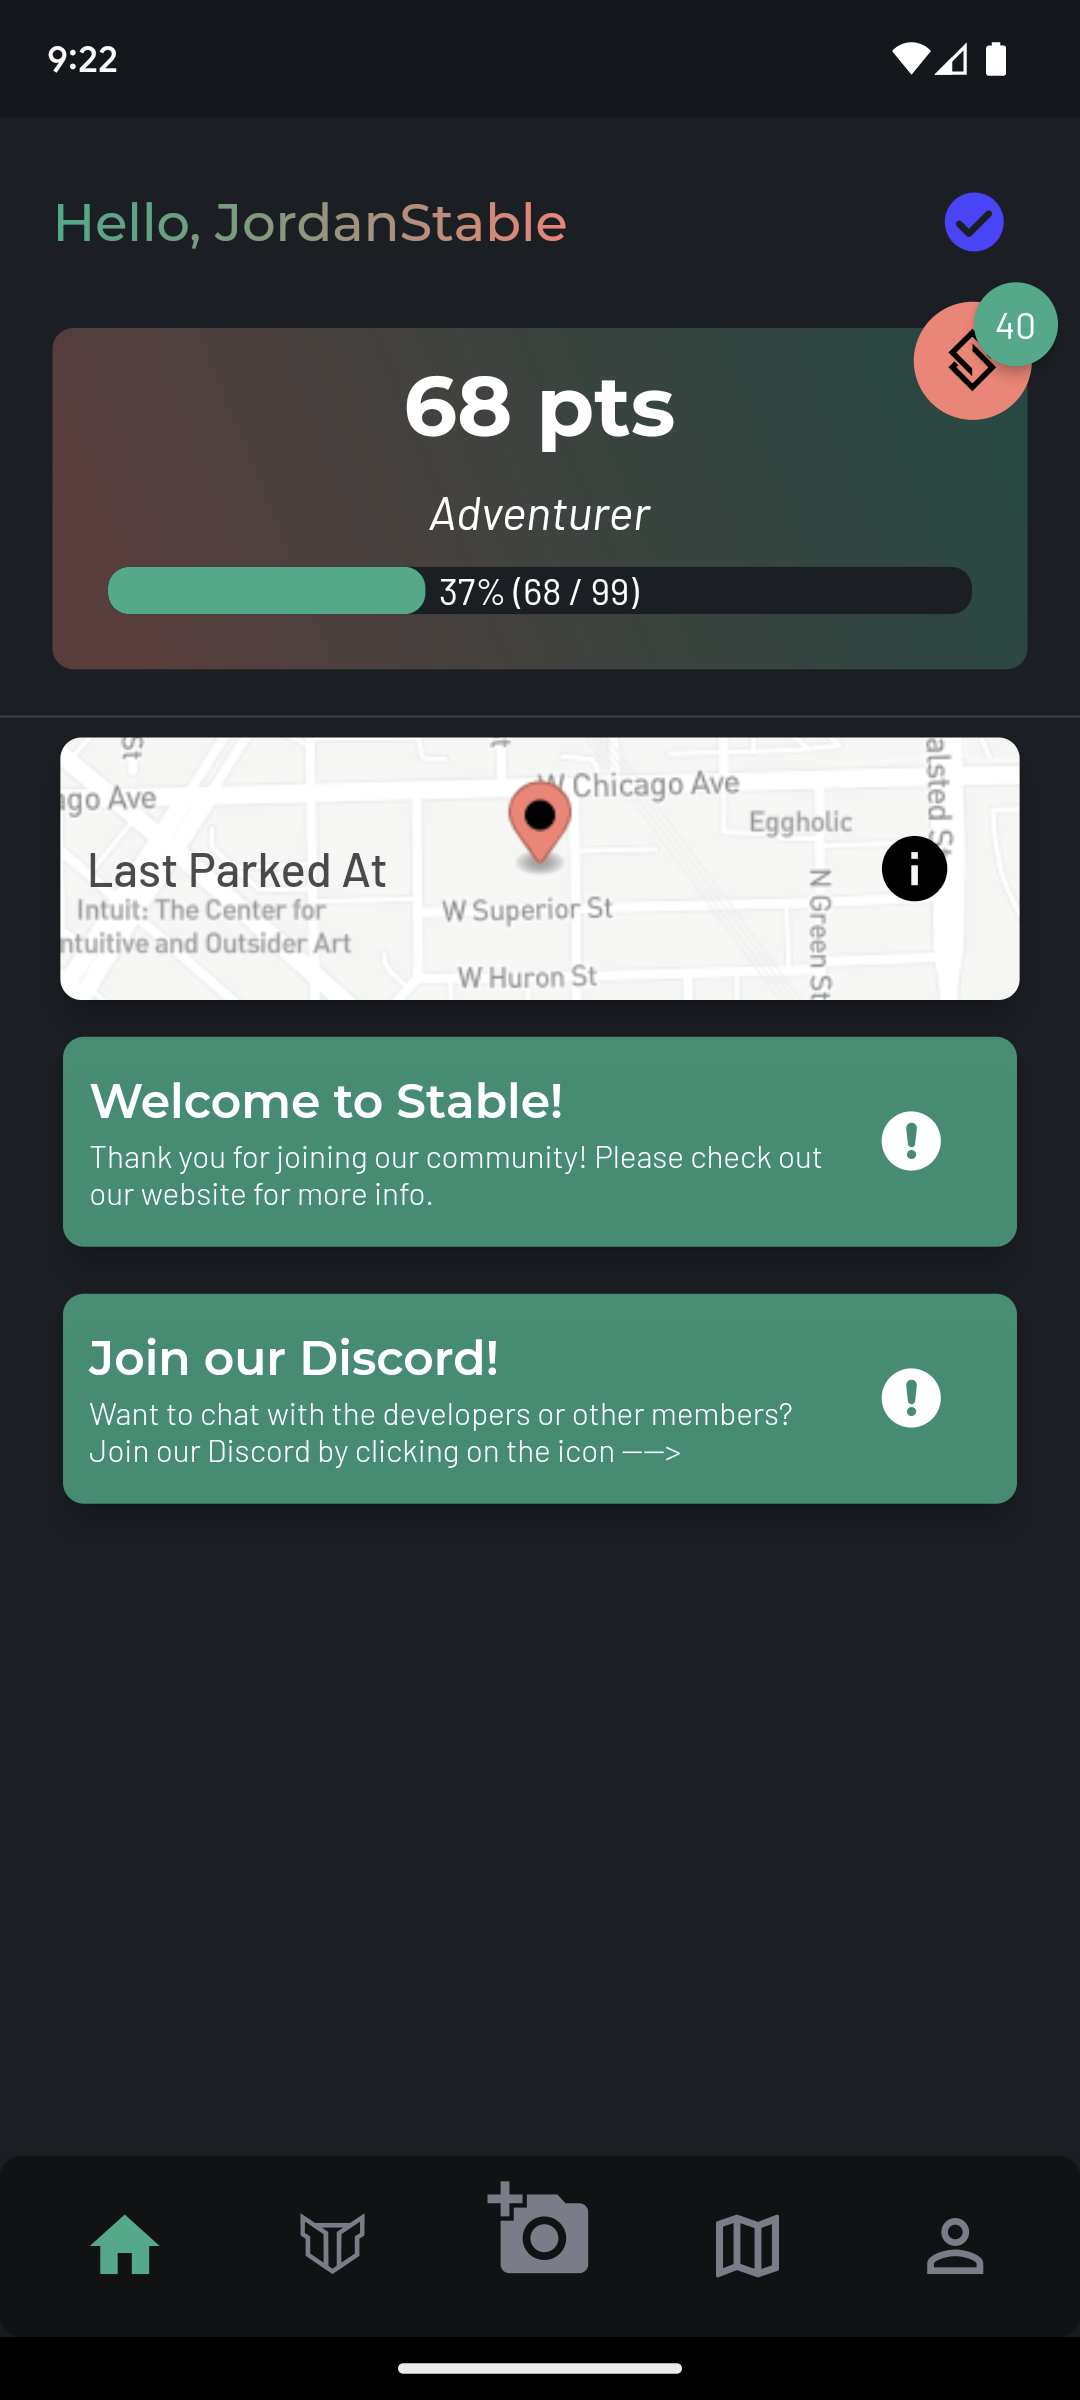 9:22
Hello, JordanStable
40
68 pts
Adventurer
37% (68 / 99)
St
t
alsted St
ago Ave
W Chicago Ave
Eggholic
Last Parked At
Intuit: The Center for
ntuitive and Outsider Art
W Superior St
N Green St
W Huron St
Welcome to Stable!
Thank you for joining our community! Please check out
our website for more info.
Join our Discord!
Want to chat with the developers or other members?
Join our Discord by clicking on the icon --->